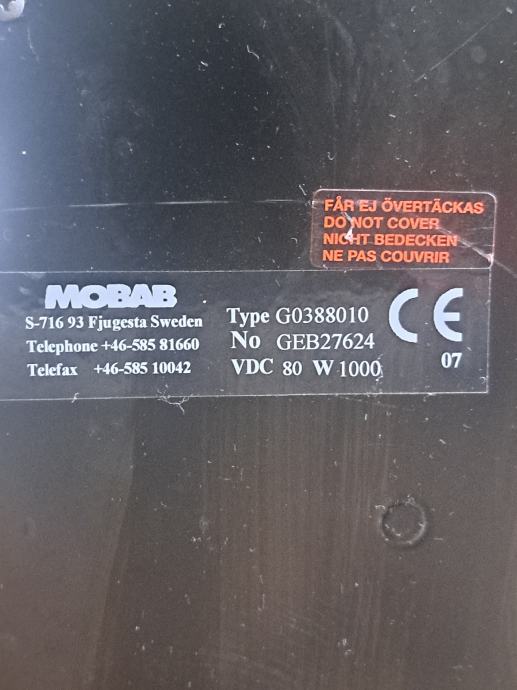 FÅR EJ ÖVERTÄCKAS
DO NOT COVER
NICHT BEDECKEN
NE PAS COUVRIR
MOBAB
S-716 93 Fjugesta Sweden
Telephone +46-585 81660
Telefax +46-585 10042
Type G0388010
No GEB27624
VDC 80 W 1000
CE
07